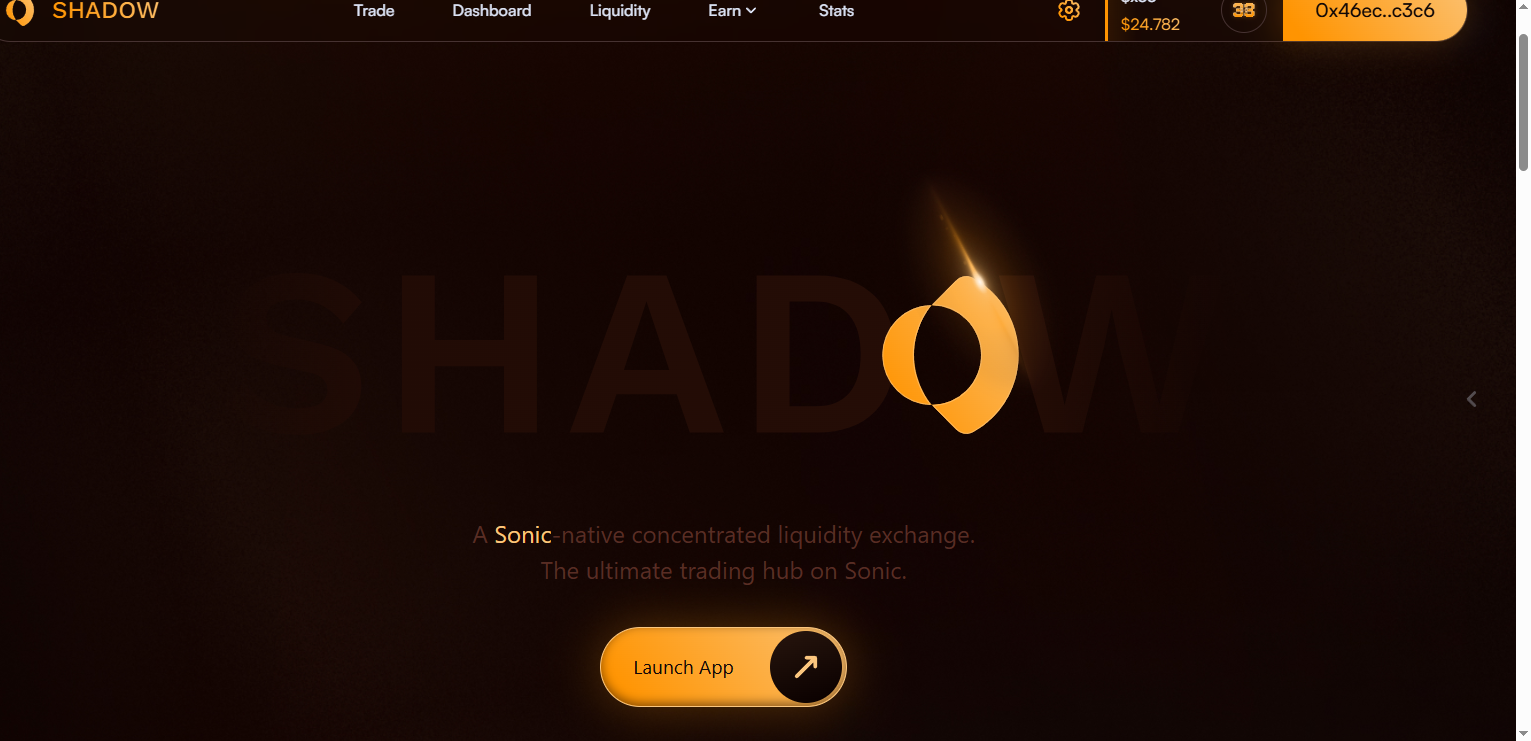 SHADOW
Trade
Dashboard
Liquidity
Earn
Stats
$24.782
38
0x46ec..c3c6
SHADOW
A Sonic-native concentrated liquidity exchange.
The ultimate trading hub on Sonic.
Launch App